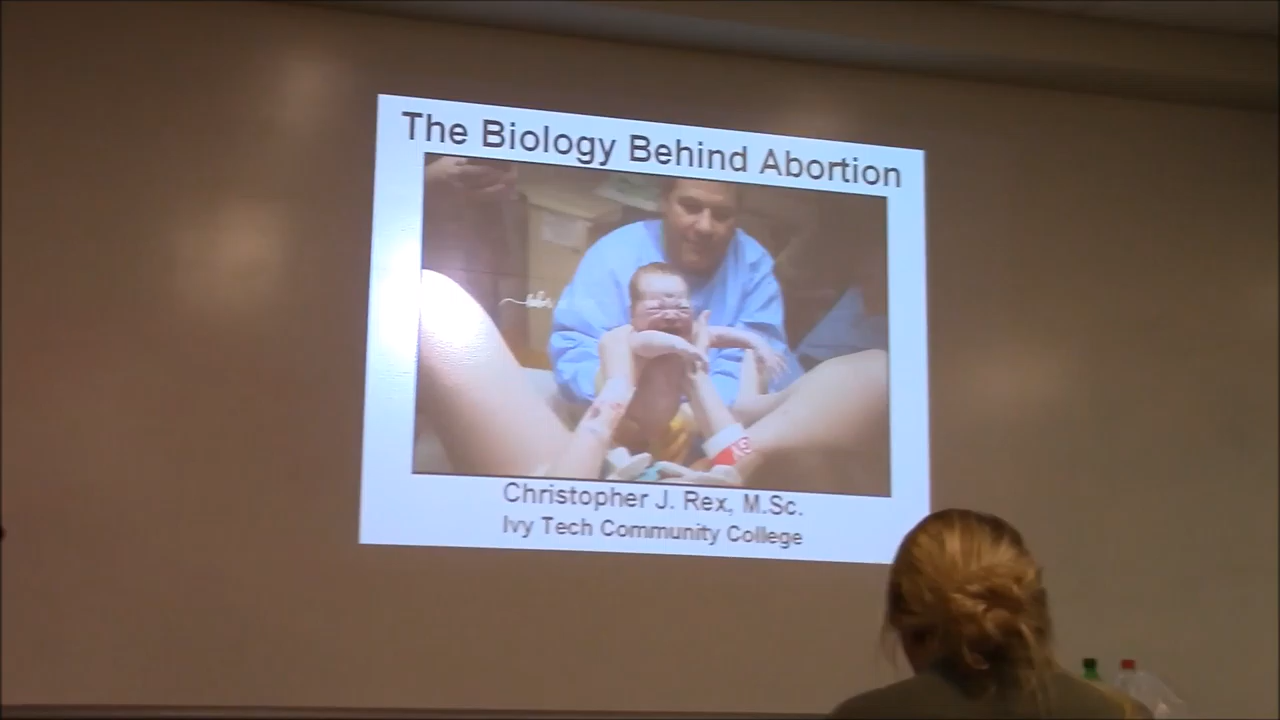 The Biology Behind Abortion
Christopher J. Rex, M.Sc.
Ivy Tech Community College